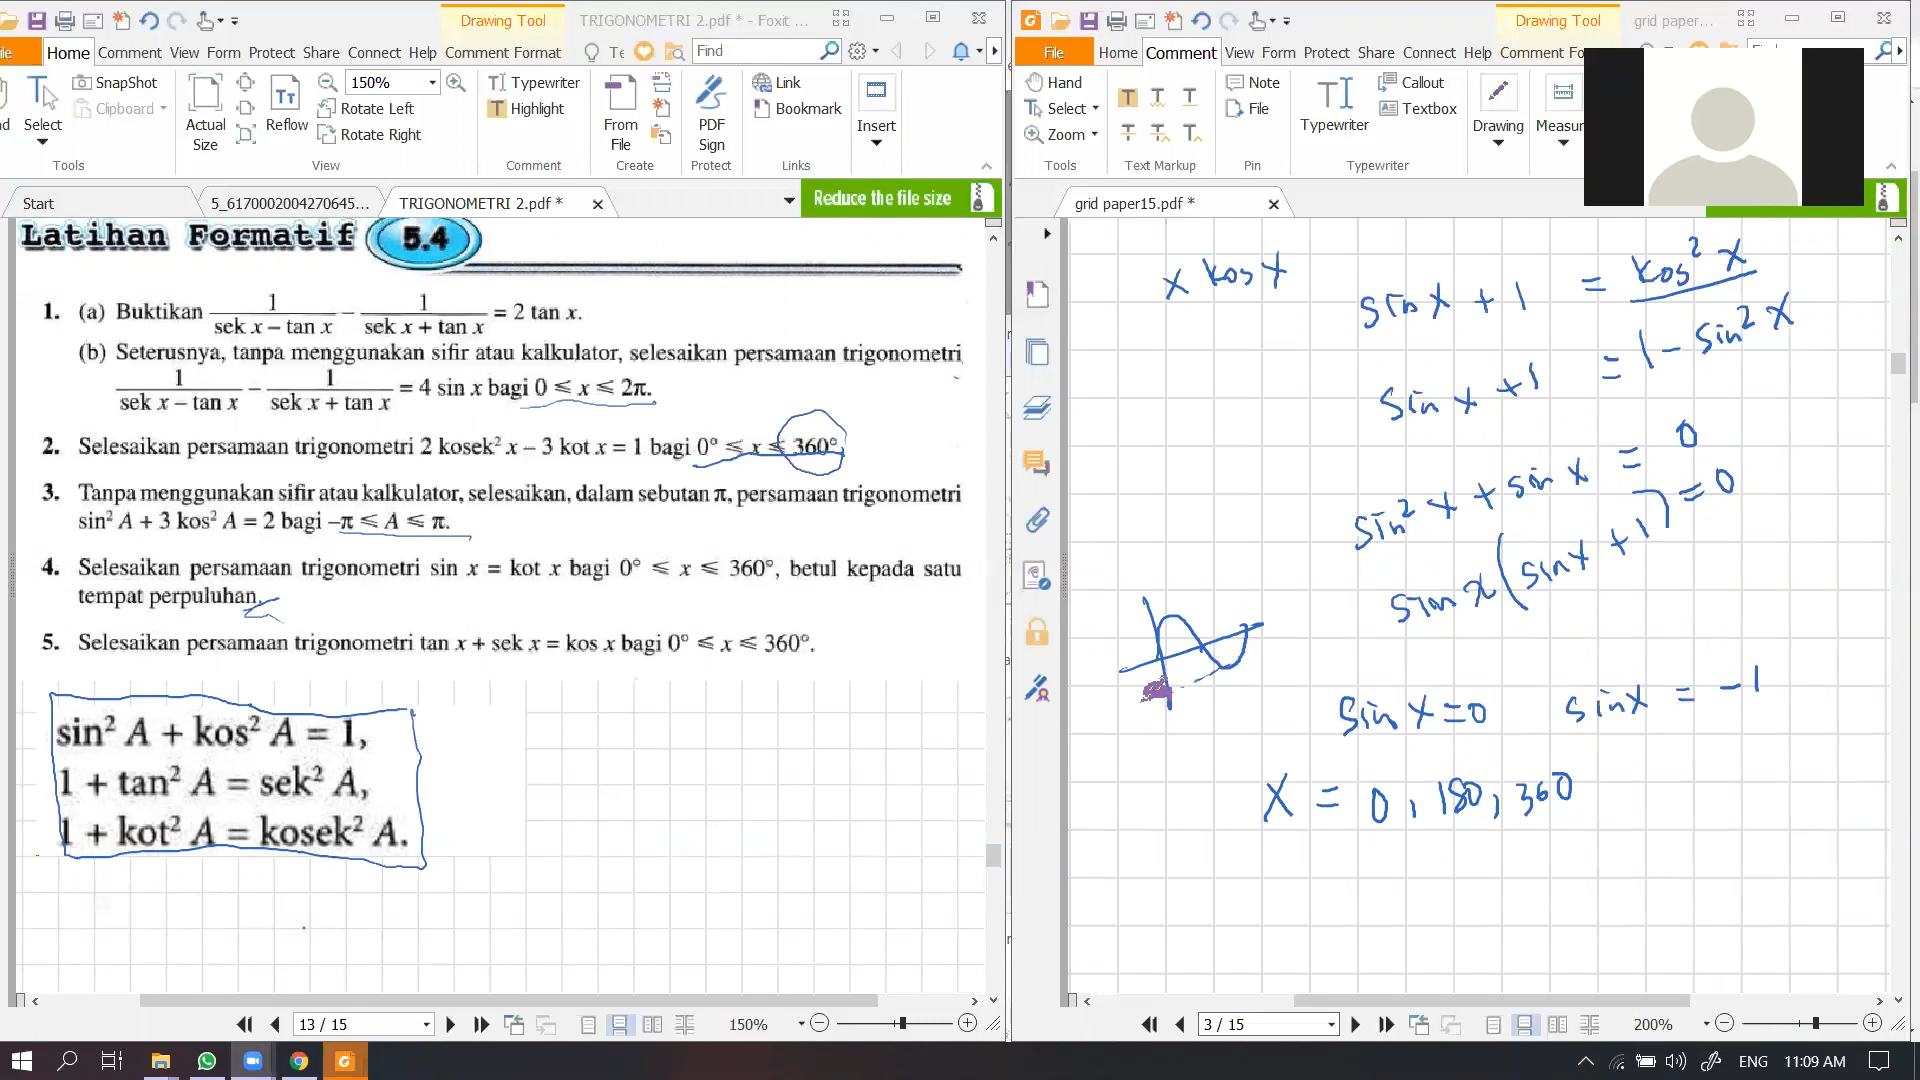 Drawing Tool
TRIGONOMETRI 2.pdf * - Foxit ...
Home Comment View Form Protect Share Connect Help Comment Format
Find
SnapShot
Clipboard
Select
Tools
Actual Size
Reflow
150%
Rotate Left
Rotate Right
View
Typewriter
Highlight
Comment
From File
Create
PDF Sign
Protect
Link
Bookmark
Links
Insert
Start
5_6170002004270645...
TRIGONOMETRI 2.pdf *
Reduce the file size
Latihan Formatif 5.4
1. (a) Buktikan 1/(sek x – tan x) – 1/(sek x + tan x) = 2 tan x.
(b) Seterusnya, tanpa menggunakan sifir atau kalkulator, selesaikan persamaan trigonometri
1/(sek x – tan x) – 1/(sek x + tan x) = 4 sin x bagi 0 ⩽ x ⩽ 2π.
2. Selesaikan persamaan trigonometri 2 kosek² x – 3 kot x = 1 bagi 0° ⩽ x ⩽ 360°.
3. Tanpa menggunakan sifir atau kalkulator, selesaikan, dalam sebutan π, persamaan trigonometri
sin² A + 3 kos² A = 2 bagi –π ⩽ A ⩽ π.
4. Selesaikan persamaan trigonometri sin x = kot x bagi 0° ⩽ x ⩽ 360°, betul kepada satu
tempat perpuluhan.
5. Selesaikan persamaan trigonometri tan x + sek x = kos x bagi 0° ⩽ x ⩽ 360°.
sin² A + kos² A = 1,
1 + tan² A = sek² A,
1 + kot² A = kosek² A.
13 / 15
150%
Drawing Tool
grid paper...
File Home Comment View Form Protect Share Connect Help
Hand
Select
Zoom
Tools
Text Markup
Note
File
Pin
Typewriter
Callout
Textbox
Typewriter
Drawing
grid paper15.pdf *
x kos x
sin x + 1 = kos² x
sin x + 1 = 1 – sin² x
sin² x + sin x = 0
sin x (sin x + 1) = 0
sin x = 0 sin x = –1
x = 0, 180, 360
3 / 15
200%
ENG 11:09 AM